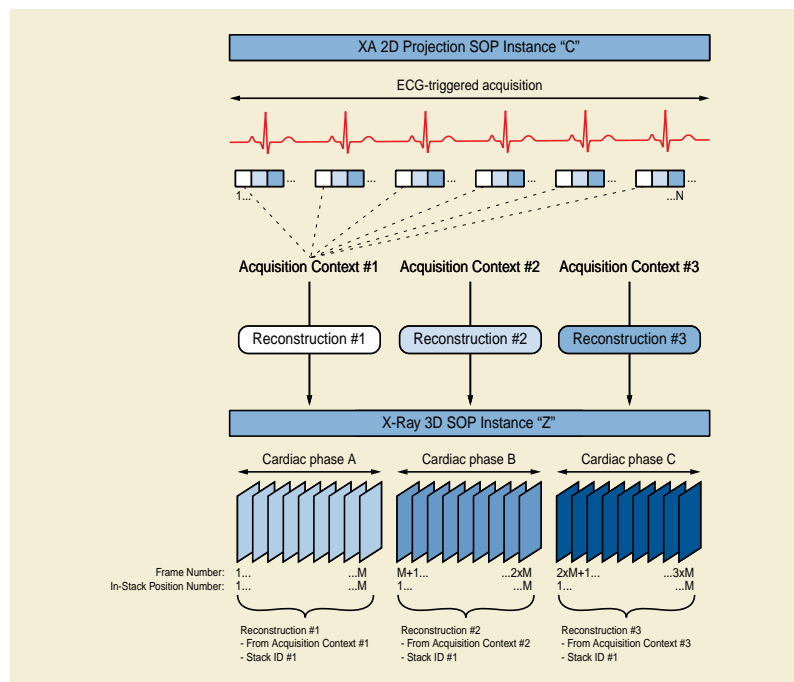 XA 2D Projection SOP Instance “C”
ECG-triggered acquisition
... ... ... ... ... ...
1... ...N
Acquisition Context #1 Acquisition Context #2 Acquisition Context #3
Reconstruction #1 Reconstruction #2 Reconstruction #3
X-Ray 3D SOP Instance “Z”
Cardiac phase A Cardiac phase B Cardiac phase C
Frame Number: 1... ...M M+1... ...2xM 2xM+1... ...3xM
In-Stack Position Number: 1... ...M 1... ...M 1... ...M
Reconstruction #1
- From Acquisition Context #1
- Stack ID #1
Reconstruction #2
- From Acquisition Context #2
- Stack ID #1
Reconstruction #3
- From Acquisition Context #3
- Stack ID #1